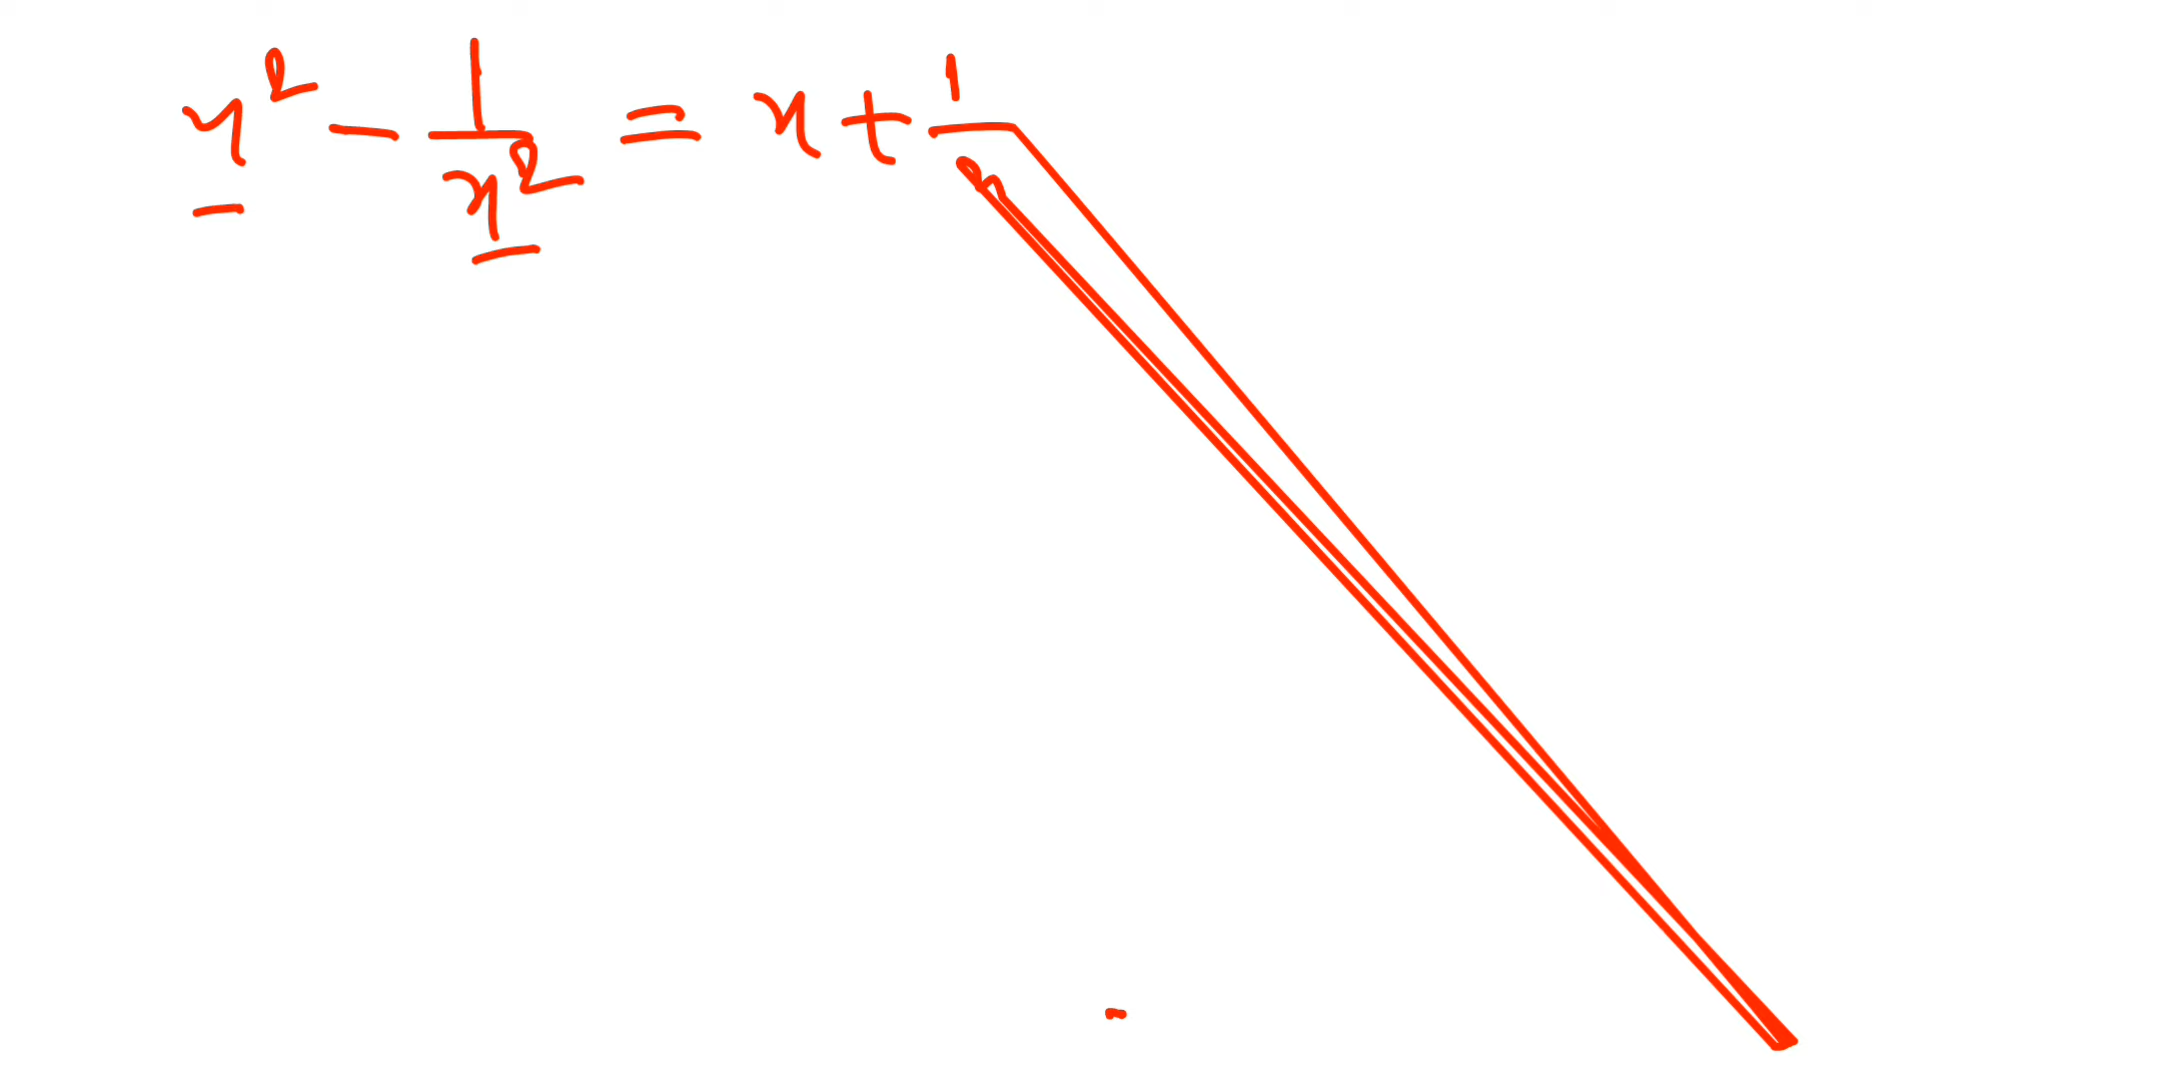 x² - 1/x² = x + 1/x